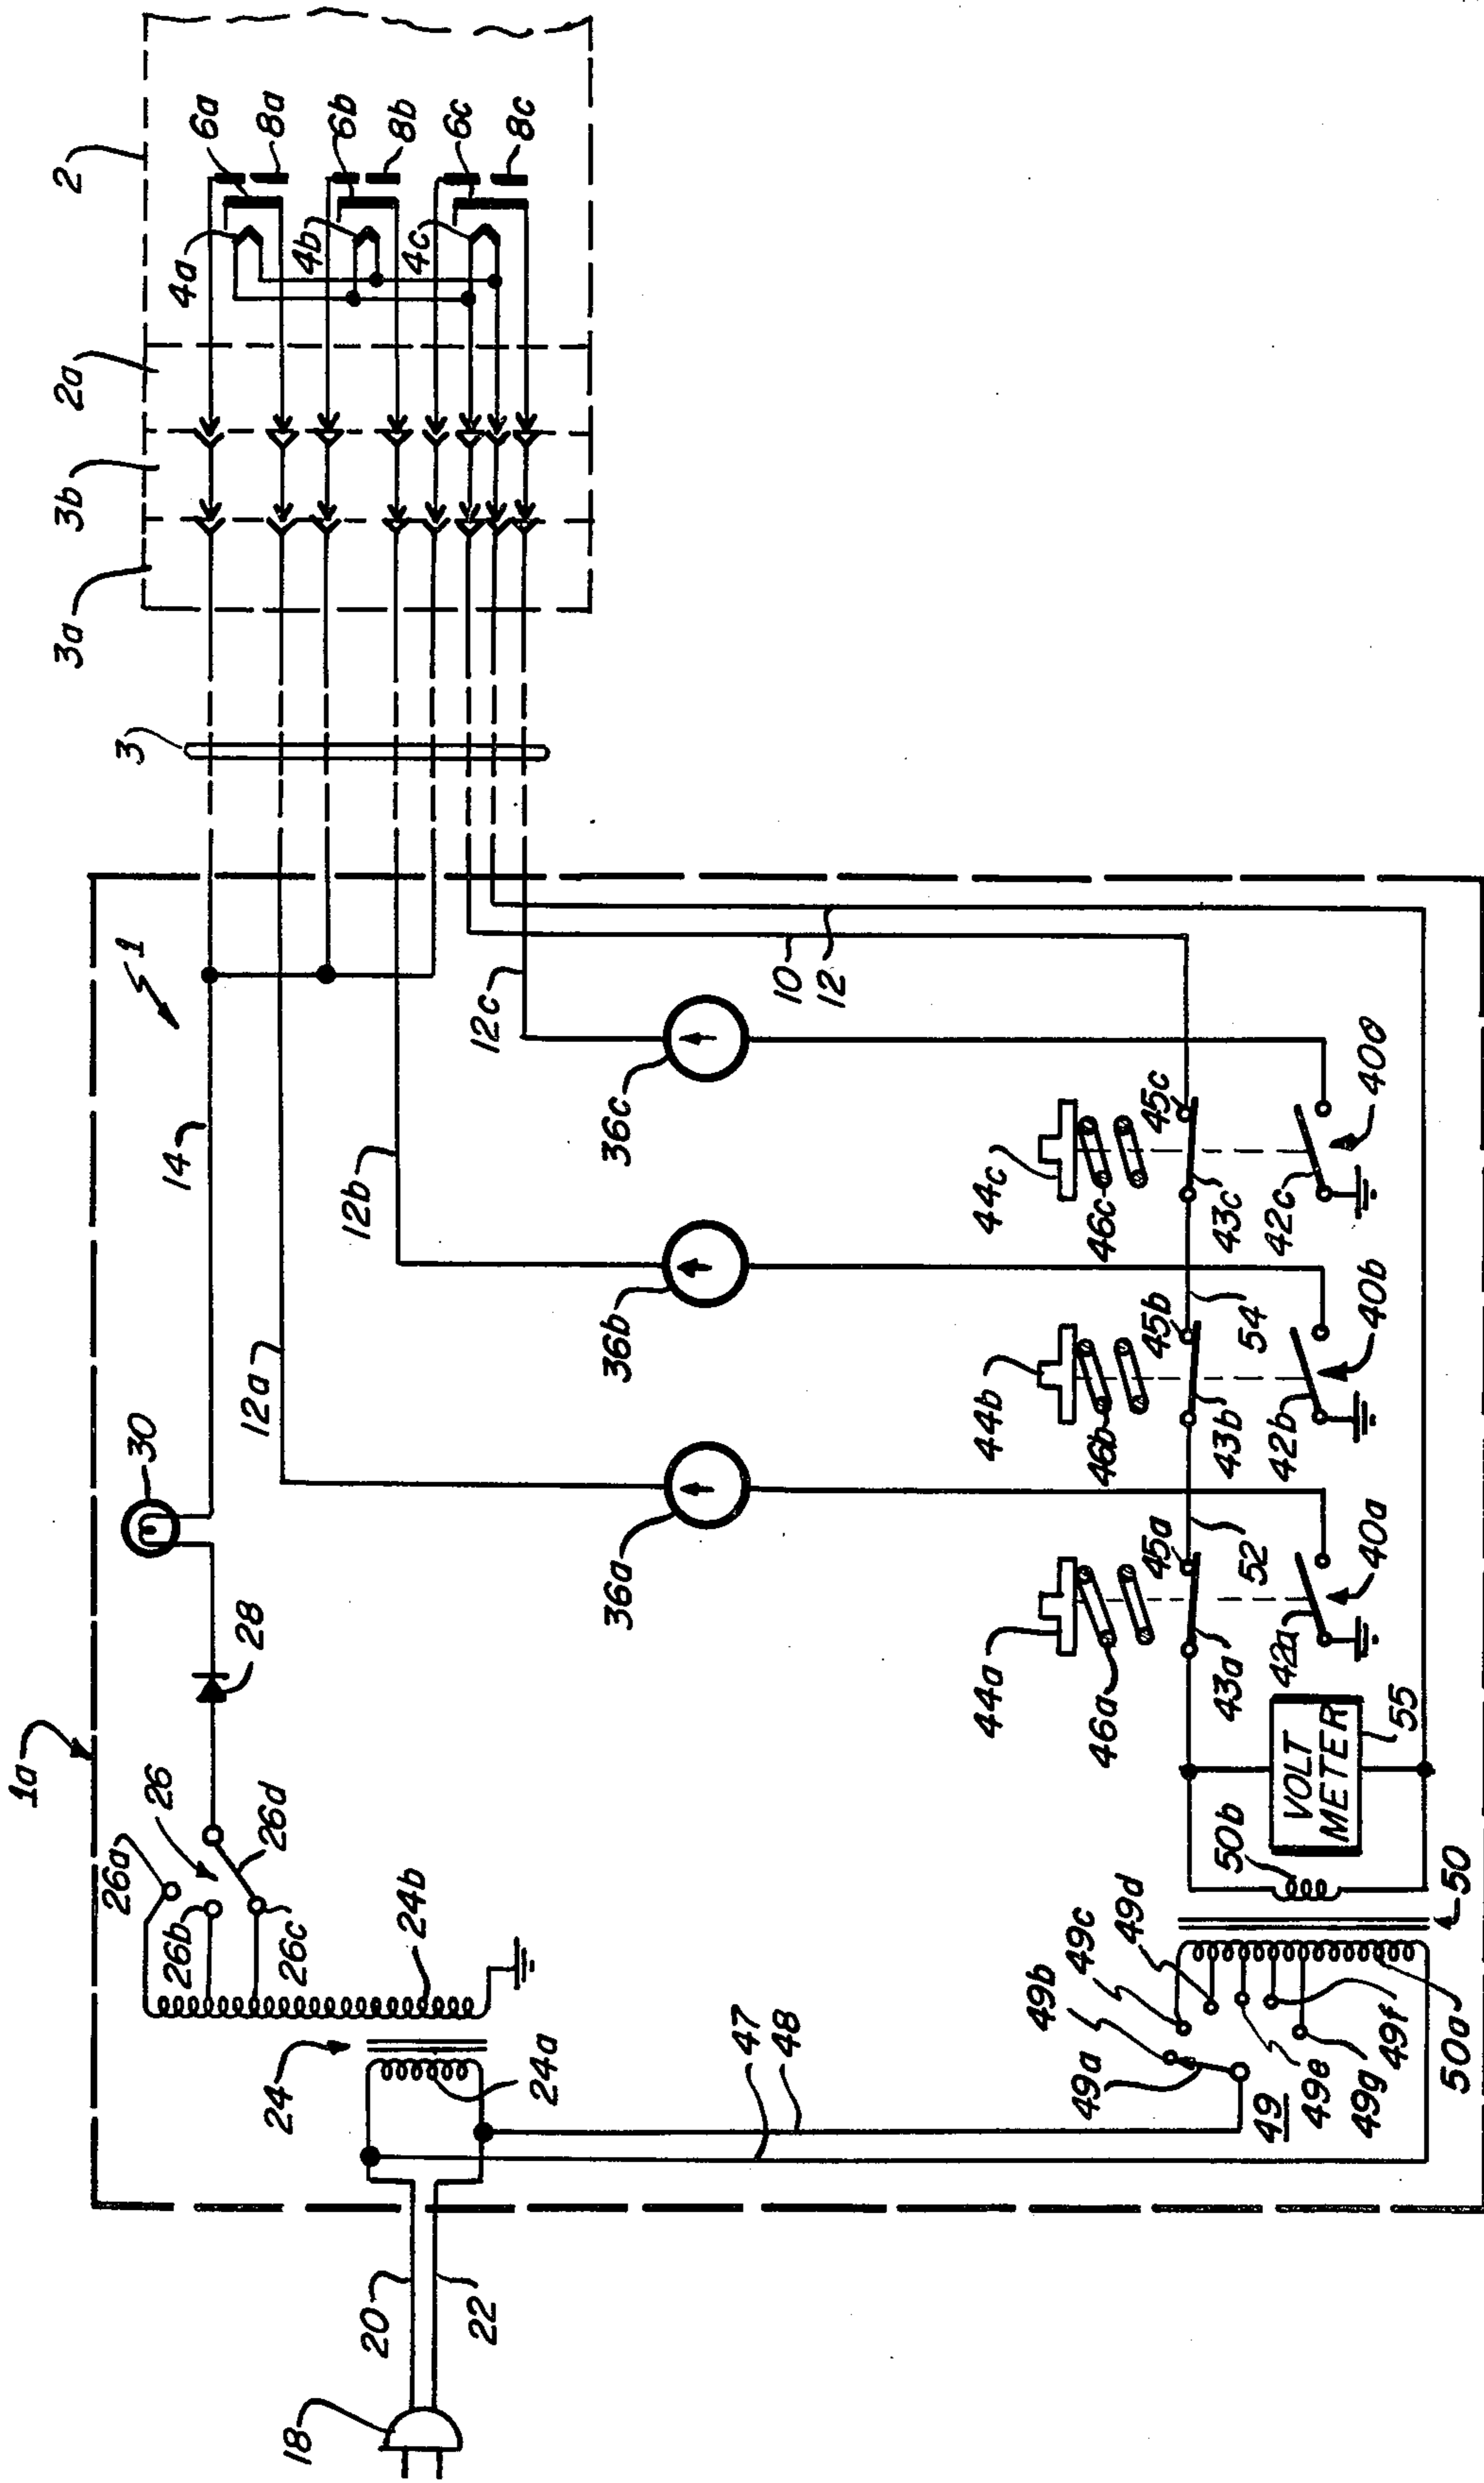 1a
1
2
2a
3b
3a
3
6a
8a
6b
8b
6c
8c
4a
4b
4c
14
30
28
26
26a
26b
26c
26d
24
24a
24b
12a
12b
12c
10
12
18
20
22
47
48
36a
36b
36c
44a
44b
44c
46a
46b
46c
45a
45b
45c
43a
43b
43c
52
54
42a
42b
42c
40a
40b
VOLT
METER
55
50b
50
50a
49
49a
49b
49c
49d
49e
49f
49g